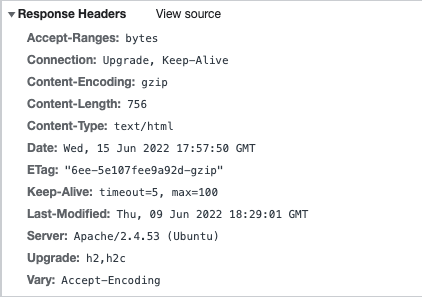 Response Headers View source
Accept-Ranges: bytes
Connection: Upgrade, Keep-Alive
Content-Encoding: gzip
Content-Length: 756
Content-Type: text/html
Date: Wed, 15 Jun 2022 17:57:50 GMT
ETag: "6ee-5e107fee9a92d-gzip"
Keep-Alive: timeout=5, max=100
Last-Modified: Thu, 09 Jun 2022 18:29:01 GMT
Server: Apache/2.4.53 (Ubuntu)
Upgrade: h2,h2c
Vary: Accept-Encoding